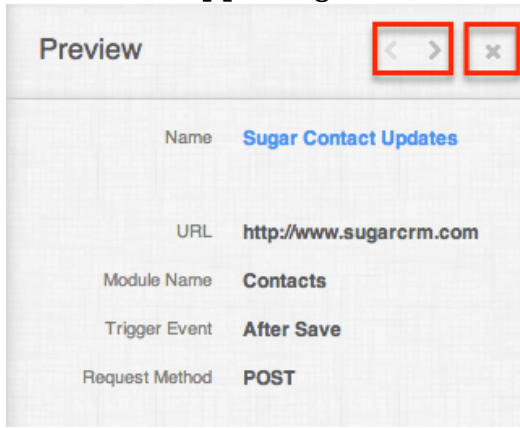 Preview
Name Sugar Contact Updates
URL http://www.sugarcrm.com
Module Name Contacts
Trigger Event After Save
Request Method POST